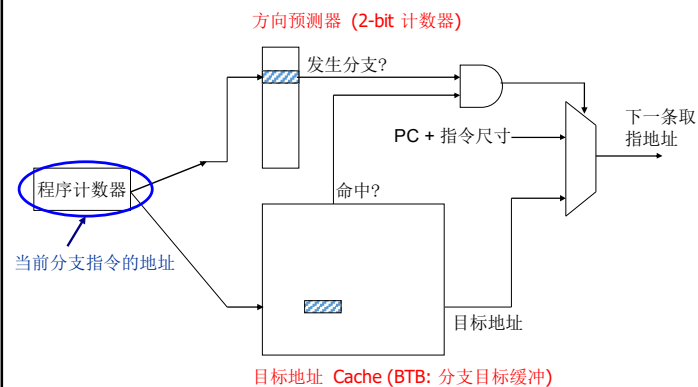 方向预测器 (2-bit 计数器)
发生分支?
下一条取
指地址
PC + 指令尺寸
程序计数器
命中?
当前分支指令的地址
目标地址
目标地址 Cache (BTB: 分支目标缓冲)